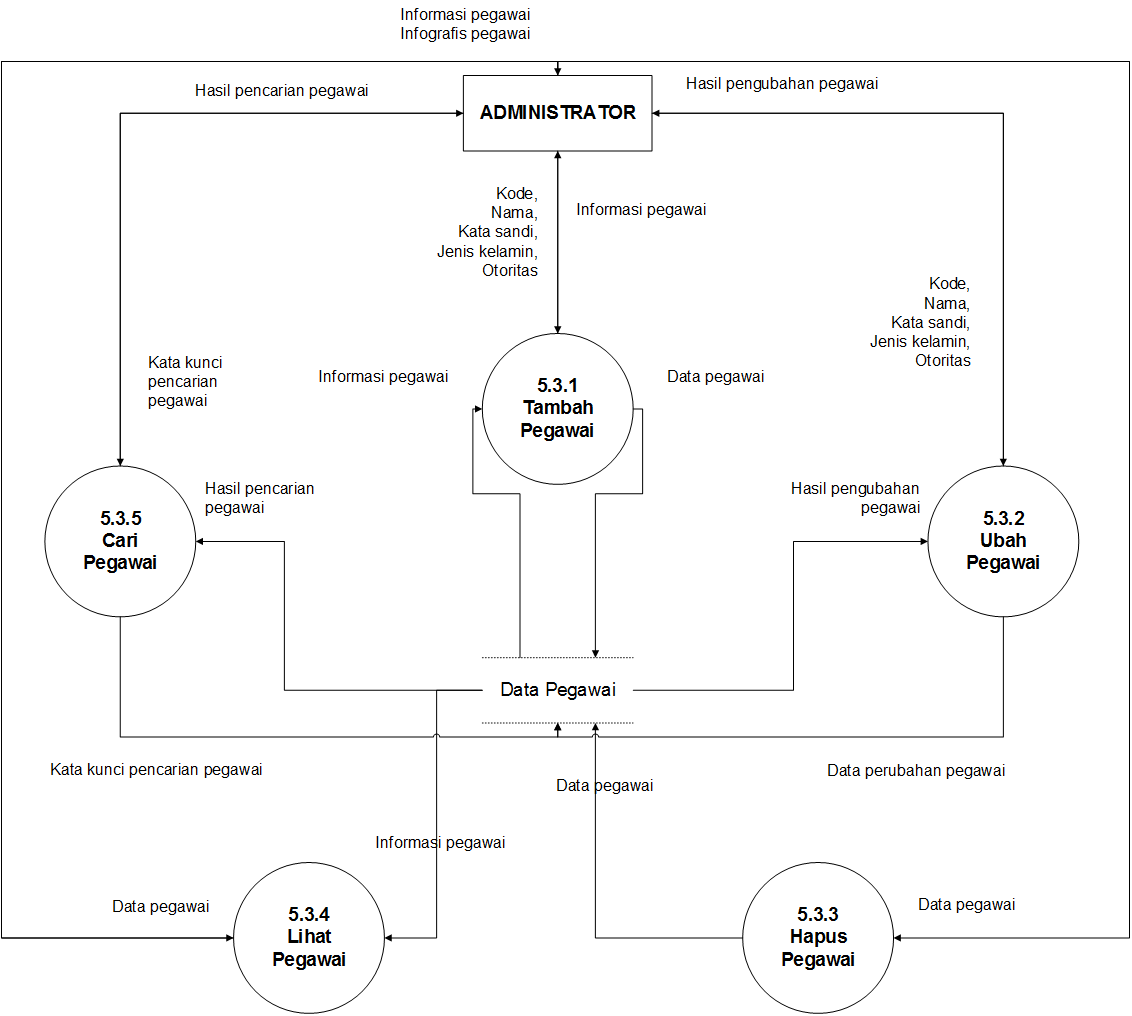 Informasi pegawai
Infografis pegawai
Hasil pencarian pegawai
Hasil pengubahan pegawai
ADMINISTRATOR
Kode,
Nama,
Kata sandi,
Jenis kelamin,
Otoritas
Informasi pegawai
Kode,
Nama,
Kata sandi,
Jenis kelamin,
Otoritas
Kata kunci
pencarian
pegawai
Informasi pegawai
5.3.1
Tambah
Pegawai
Data pegawai
Hasil pencarian
pegawai
Hasil pengubahan
pegawai
5.3.5
Cari
Pegawai
5.3.2
Ubah
Pegawai
Data Pegawai
Kata kunci pencarian pegawai
Data pegawai
Data perubahan pegawai
Informasi pegawai
Data pegawai
5.3.4
Lihat
Pegawai
5.3.3
Hapus
Pegawai
Data pegawai